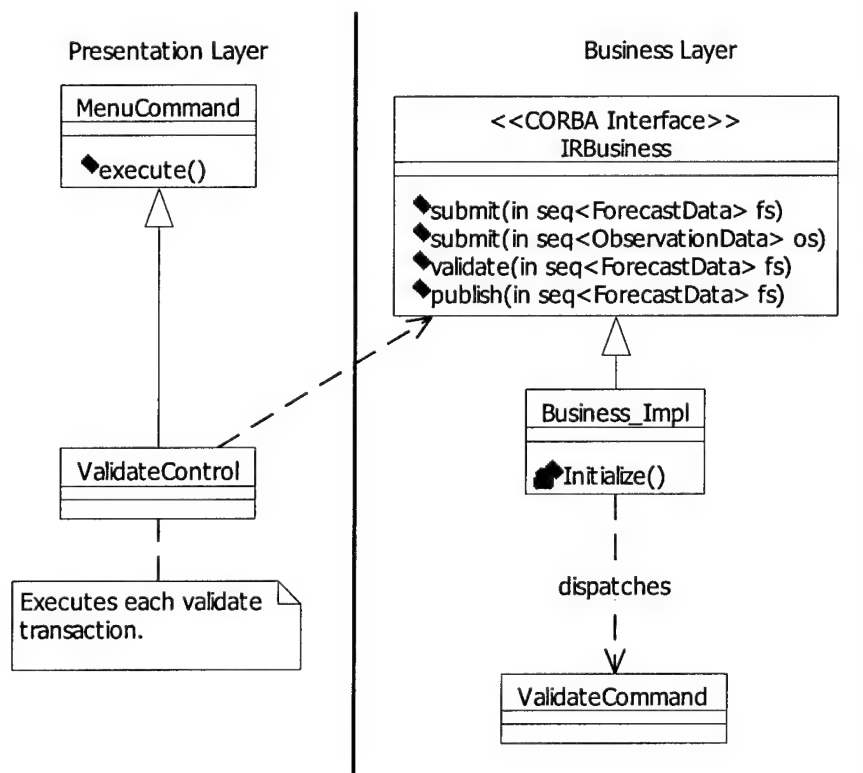 Presentation Layer
MenuCommand
execute()
ValidateControl
Executes each validate
transaction.
Business Layer
<<CORBA Interface>>
IRBusiness
submit(in seq<ForecastData> fs)
submit(in seq<ObservationData> os)
validate(in seq<ForecastData> fs)
publish(in seq<ForecastData> fs)
Business_Impl
Initialize()
dispatches
ValidateCommand